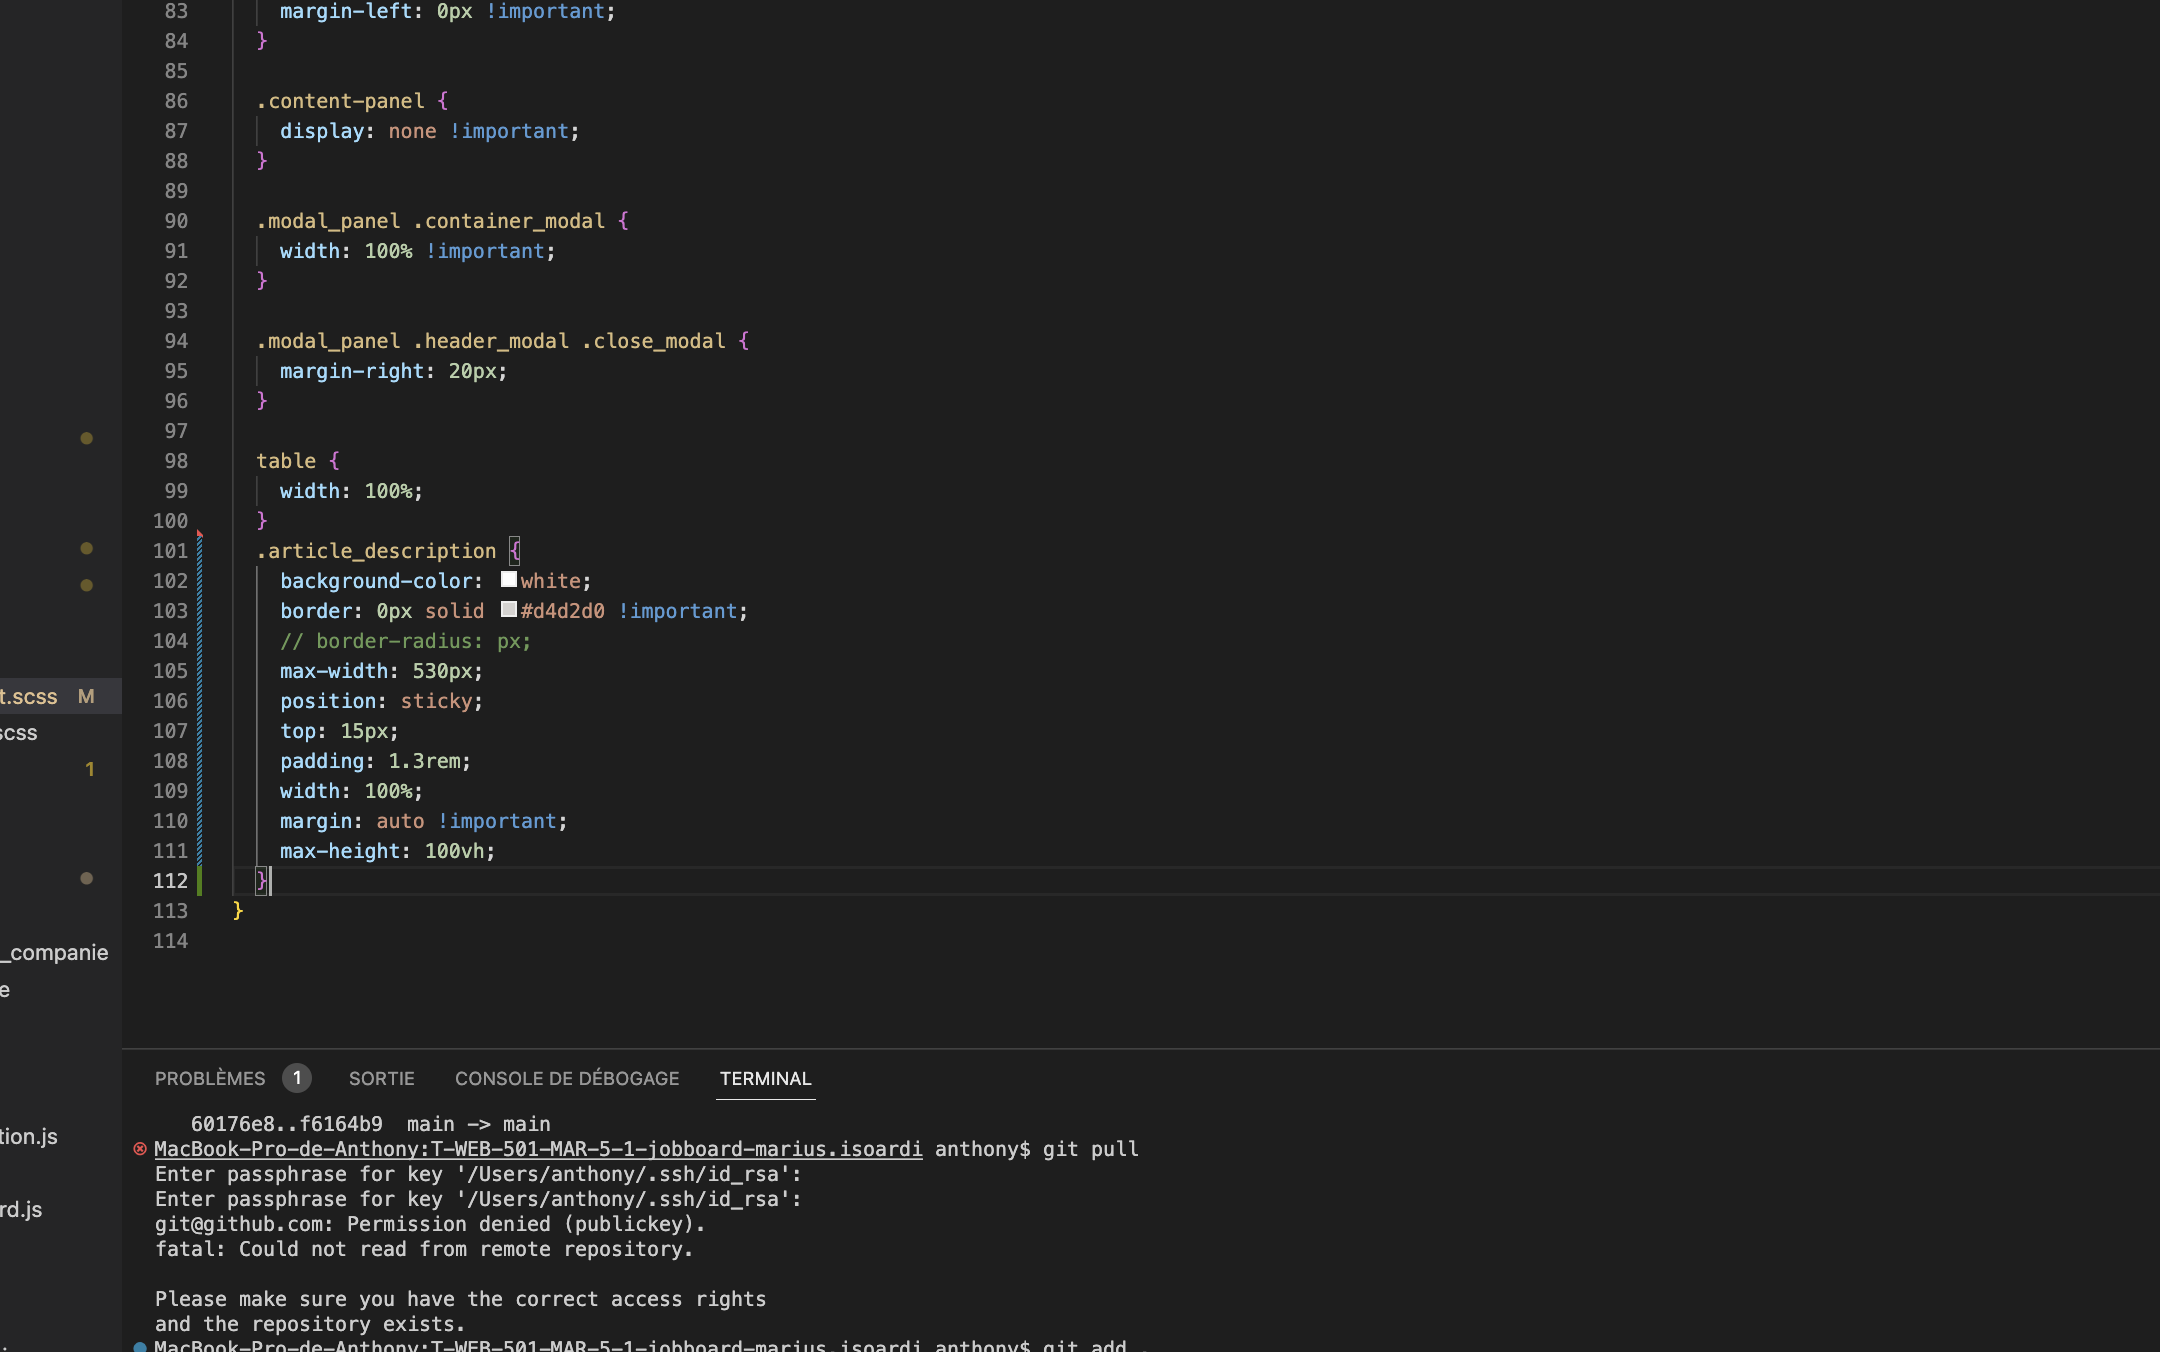 83 margin-left: 0px !important;
84 }
85
86 .content-panel {
87 display: none !important;
88 }
89
90 .modal_panel .container_modal {
91 width: 100% !important;
92 }
93
94 .modal_panel .header_modal .close_modal {
95 margin-right: 20px;
96 }
97
98 table {
99 width: 100%;
100 }
101 .article_description {
102 background-color: white;
103 border: 0px solid #d4d2d0 !important;
104 // border-radius: px;
105 max-width: 530px;
106 position: sticky;
107 top: 15px;
108 padding: 1.3rem;
109 width: 100%;
110 margin: auto !important;
111 max-height: 100vh;
112 }
113 }
114
t.scss M
scss
1
_companie
e
tion.js
rd.js
PROBLÈMES 1 SORTIE CONSOLE DE DÉBOGAGE TERMINAL
60176e8..f6164b9 main -> main
MacBook-Pro-de-Anthony:T-WEB-501-MAR-5-1-jobboard-marius.isoardi anthony$ git pull
Enter passphrase for key '/Users/anthony/.ssh/id_rsa':
Enter passphrase for key '/Users/anthony/.ssh/id_rsa':
git@github.com: Permission denied (publickey).
fatal: Could not read from remote repository.
Please make sure you have the correct access rights
and the repository exists.
MacBook-Pro-de-Anthony:T-WEB-501-MAR-5-1-jobboard-marius.isoardi anthony$ git add .